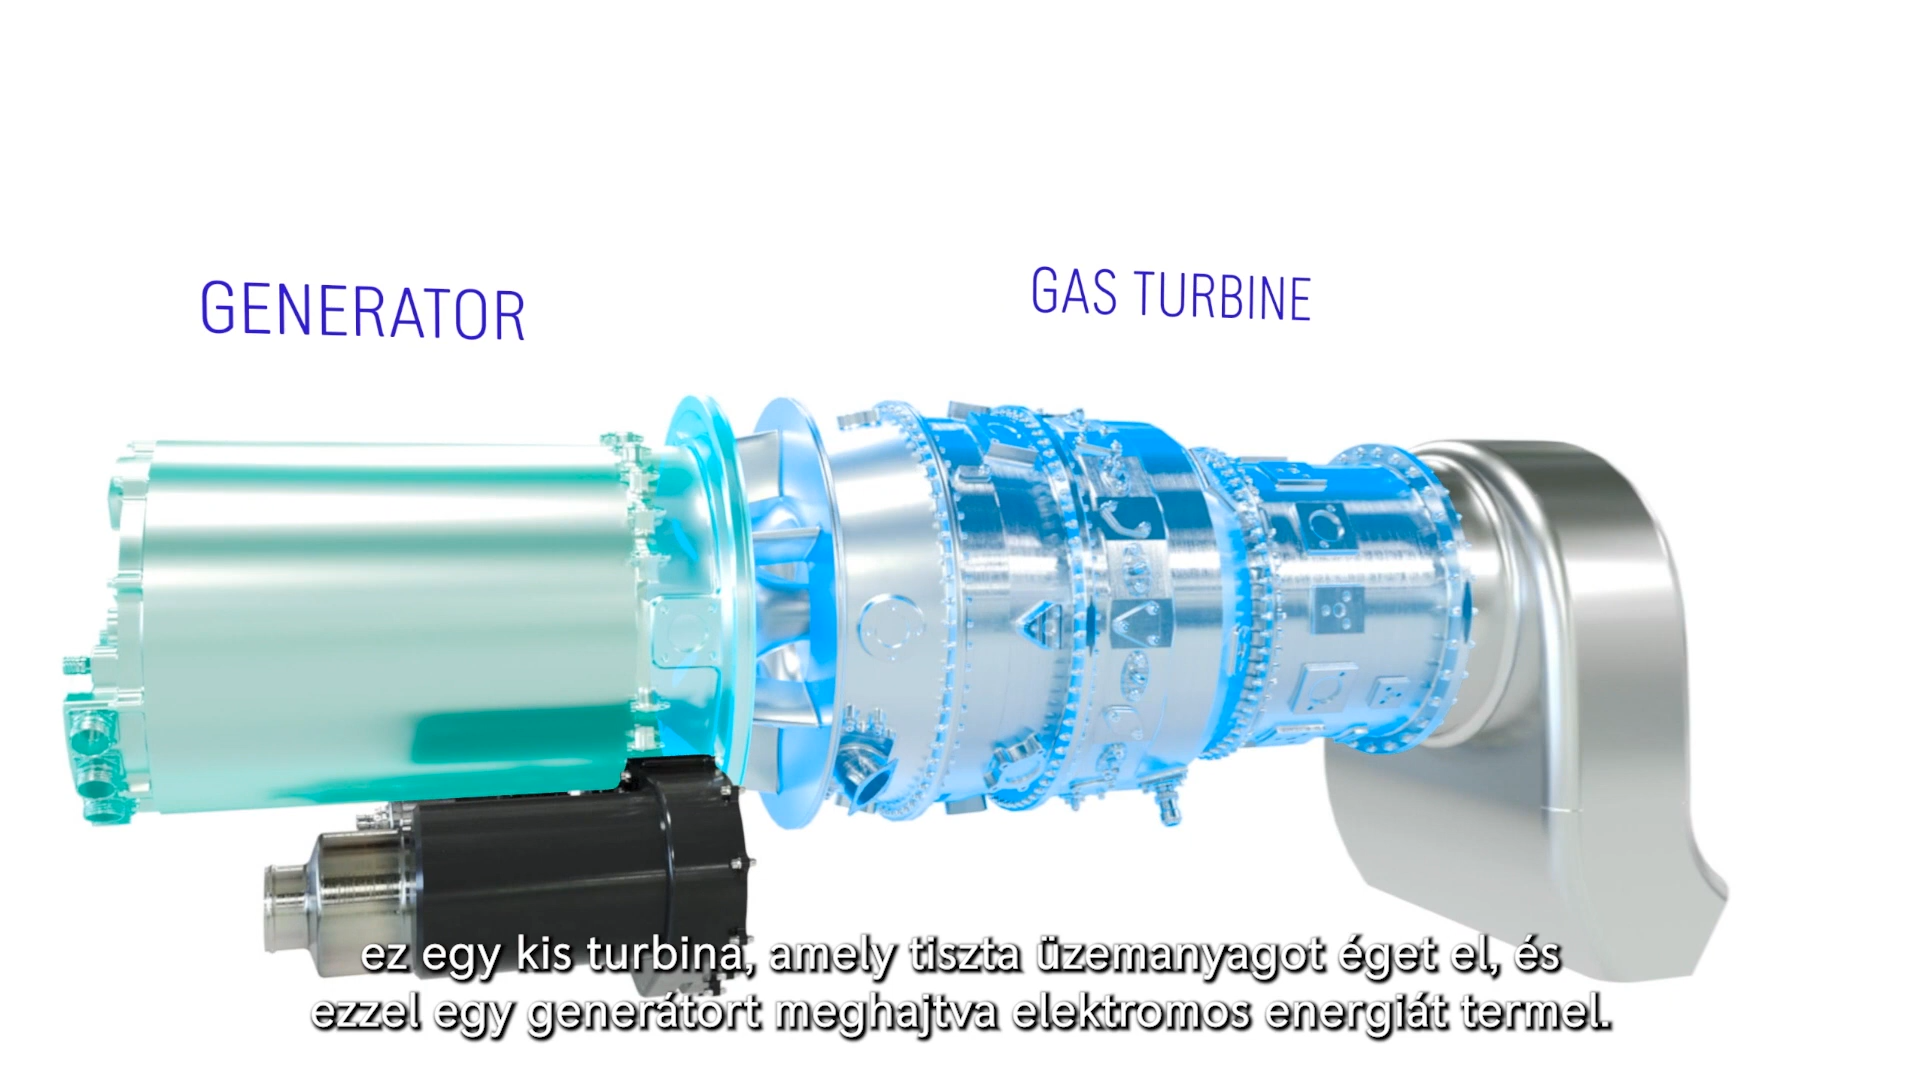 GENERATOR
GAS TURBINE
ez egy kis turbina, amely tiszta üzemanyagot éget el, és
ezzel egy generátort meghajtva elektromos energiát termel.